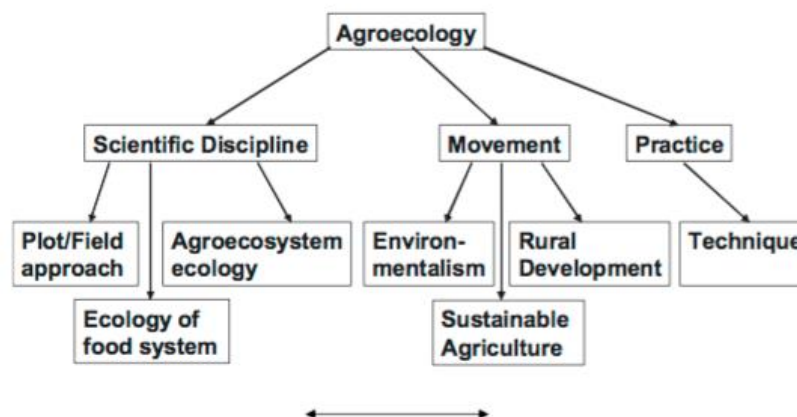 Agroecology
Scientific Discipline
Movement
Practice
Plot/Field
approach
Agroecosystem
ecology
Environ-
mentalism
Rural
Development
Technique
Ecology of
food system
Sustainable
Agriculture